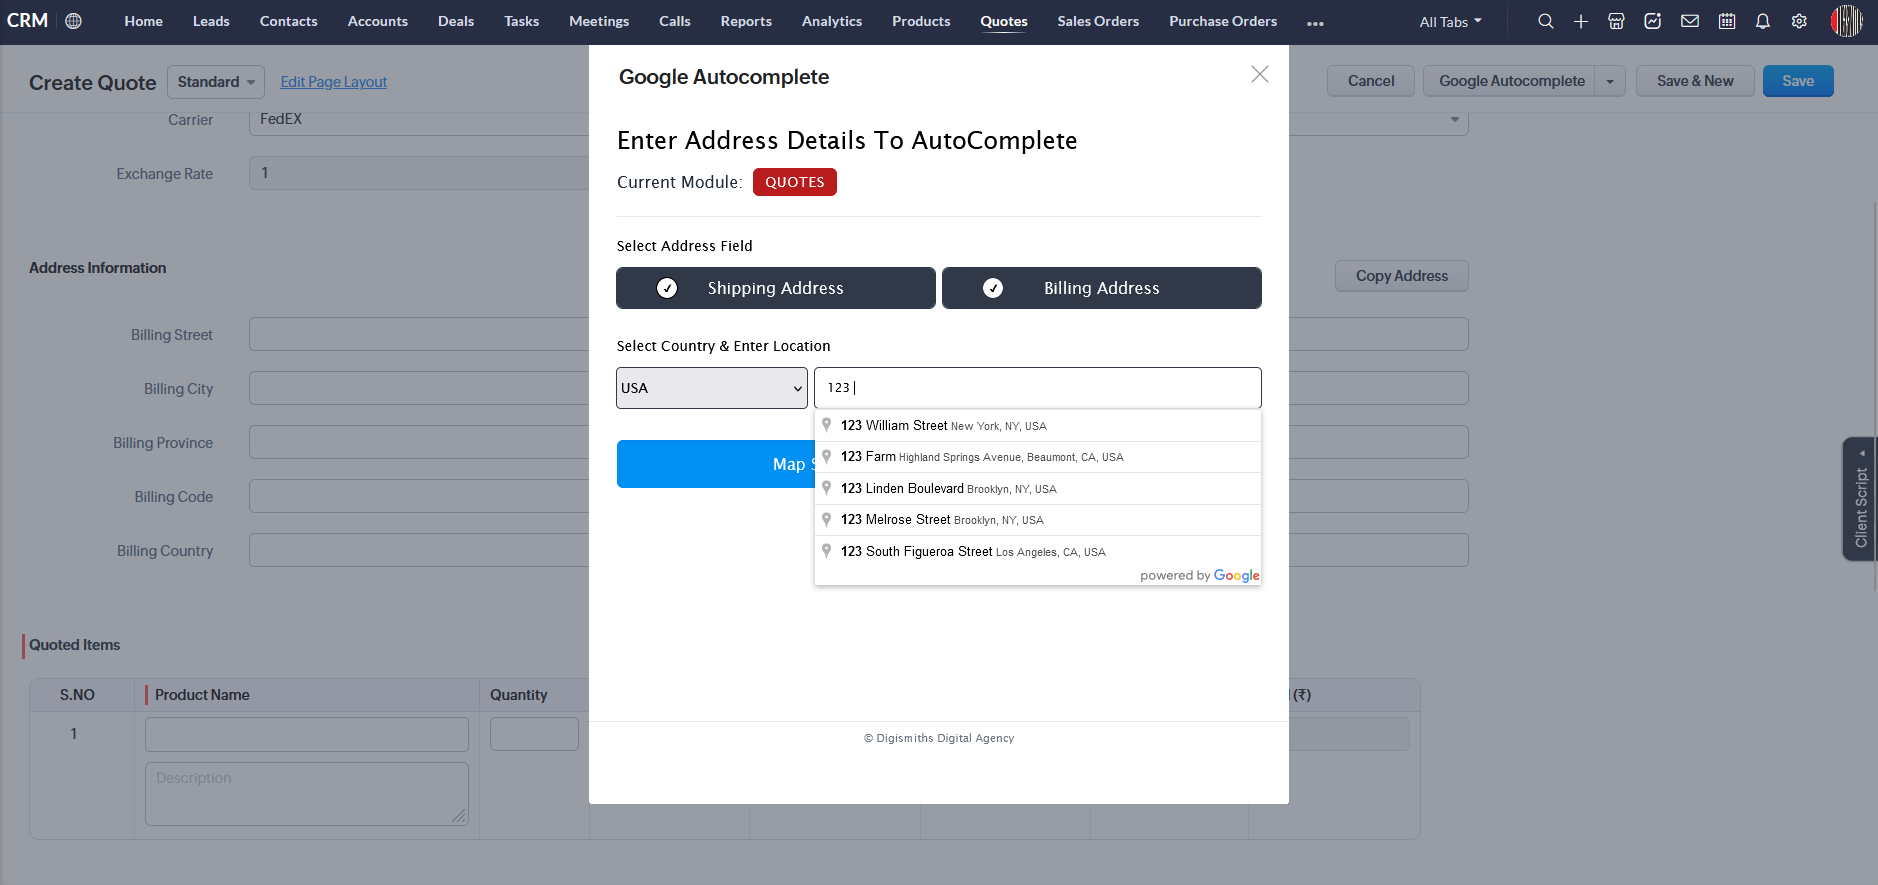 CRM Home Leads Contacts Accounts Deals Tasks Meetings Calls Reports Analytics Products Quotes Sales Orders Purchase Orders ••• All Tabs
Create Quote Standard Edit Page Layout Cancel Google Autocomplete Save & New Save
Carrier FedEX
Exchange Rate 1
Address Information Copy Address
Billing Street
Billing City
Billing Province
Billing Code
Billing Country
Quoted Items
S.NO Product Name Quantity (₹)
1
Description
Google Autocomplete
Enter Address Details To AutoComplete
Current Module: QUOTES
Select Address Field
Shipping Address Billing Address
Select Country & Enter Location
USA 123
123 William Street New York, NY, USA
123 Farm Highland Springs Avenue, Beaumont, CA, USA
123 Linden Boulevard Brooklyn, NY, USA
123 Melrose Street Brooklyn, NY, USA
123 South Figueroa Street Los Angeles, CA, USA
powered by Google
Map
© Digismiths Digital Agency
Client Script